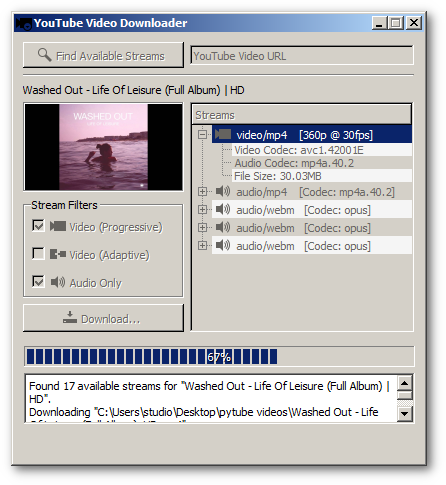 YouTube Video Downloader
Find Available Streams
YouTube Video URL
Washed Out - Life Of Leisure (Full Album) | HD
WASHED OUT
Streams
video/mp4 [360p @ 30fps]
Video Codec: avc1.42001E
Audio Codec: mp4a.40.2
File Size: 30.03MB
audio/mp4 [Codec: mp4a.40.2]
audio/webm [Codec: opus]
audio/webm [Codec: opus]
audio/webm [Codec: opus]
Stream Filters
Video (Progressive)
Video (Adaptive)
Audio Only
Download...
67%
Found 17 available streams for "Washed Out - Life Of Leisure (Full Album) |
HD".
Downloading "C:\Users\studio\Desktop\pytube videos\Washed Out - Life